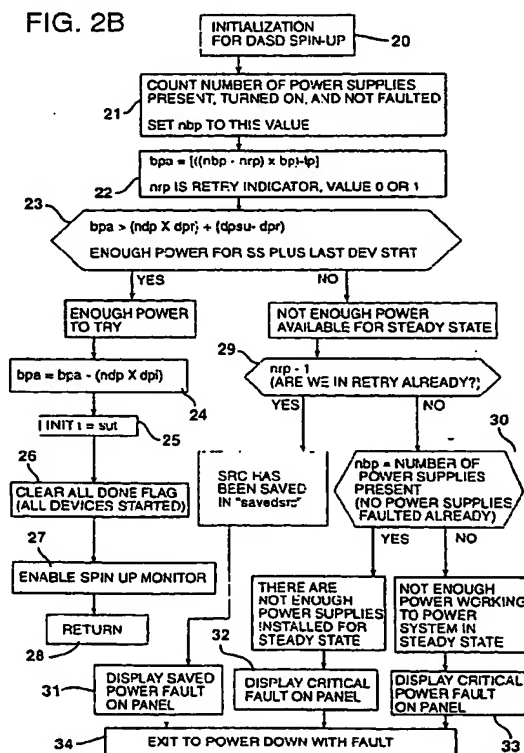 FIG. 2B
INITIALIZATION
FOR DASD SPIN-UP
20
COUNT NUMBER OF POWER SUPPLIES
PRESENT, TURNED ON, AND NOT FAULTED
SET nbp TO THIS VALUE
21
bpa = [((nbp - nrp) x bp)-lp]
nrp IS RETRY INDICATOR, VALUE 0 OR 1
22
23
bpa > (ndp X dpr) + (dpsu- dpr)
ENOUGH POWER FOR SS PLUS LAST DEV STRT
YES
NO
ENOUGH
POWER
TO TRY
NOT ENOUGH POWER
AVAILABLE FOR STEADY STATE
29
bpa = bpa - (ndp X dpi)
24
nrp - 1
(ARE WE IN RETRY ALREADY?)
YES
NO
INIT t = sut
25
30
26
CLEAR ALL DONE FLAG
(ALL DEVICES STARTED)
SRC HAS
BEEN SAVED
IN "savedsrc"
nbp = NUMBER OF
POWER SUPPLIES
PRESENT
(NO POWER SUPPLIES
FAULTED ALREADY)
YES
NO
27
ENABLE SPIN UP MONITOR
RETURN
28
THERE ARE
NOT ENOUGH
POWER SUPPLIES
INSTALLED FOR
STEADY STATE
NOT ENOUGH
POWER WORKING
TO POWER
SYSTEM IN
STEADY STATE
31
DISPLAY SAVED
POWER FAULT
ON PANEL
32
DISPLAY CRITICAL
FAULT ON PANEL
DISPLAY CRITICAL
POWER FAULT
ON PANEL
33
34
EXIT TO POWER DOWN WITH FAULT